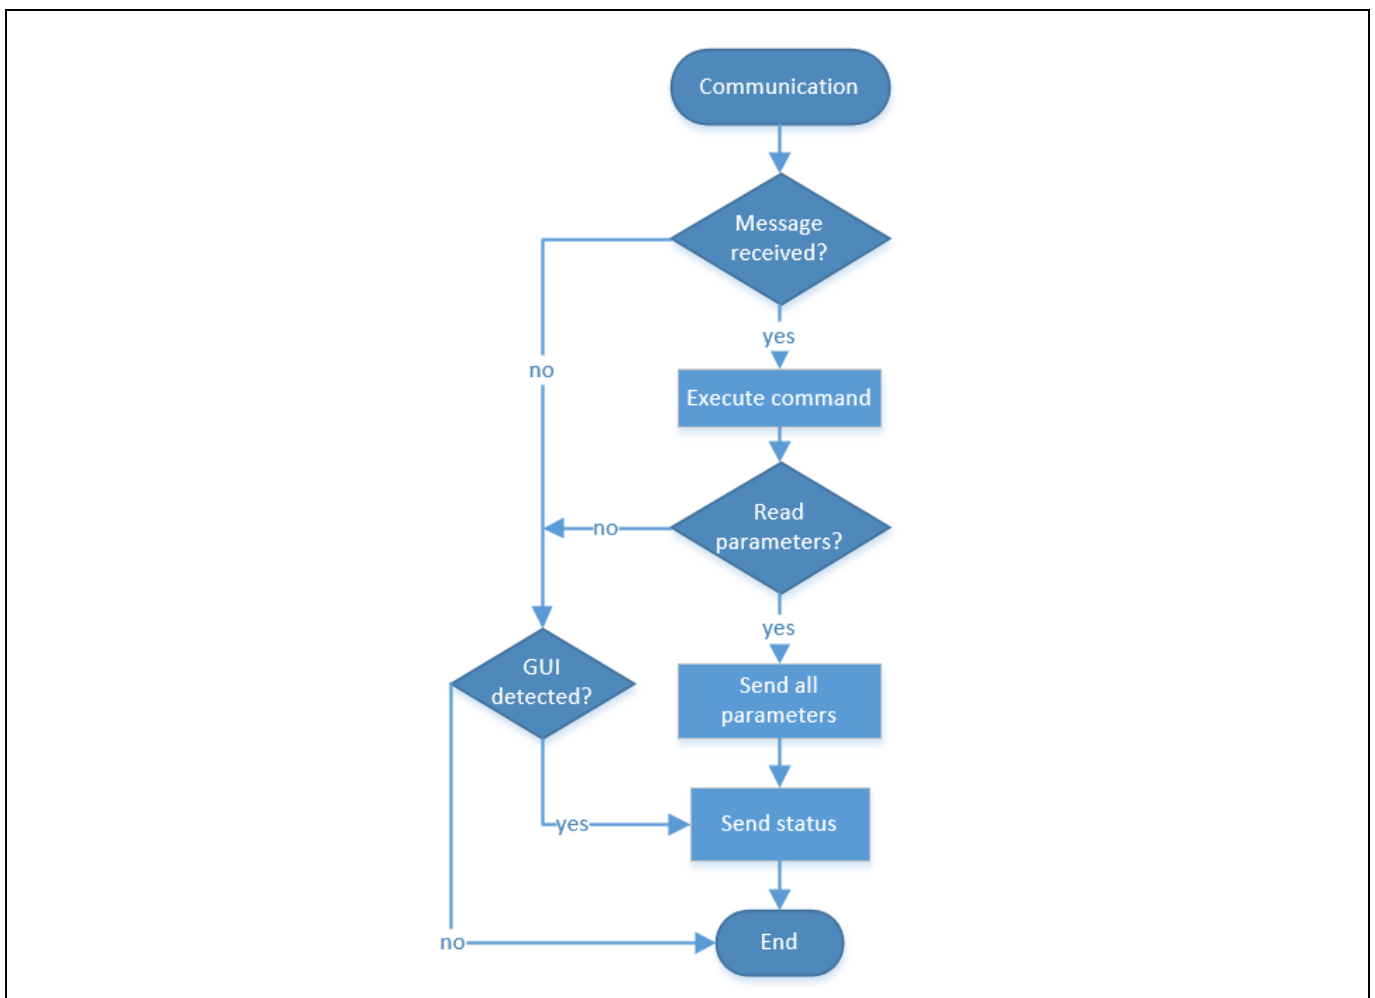 Communication
Message
received?
yes
no
Execute command
Read
parameters?
no
yes
GUI
detected?
Send all
parameters
yes
Send status
no
End